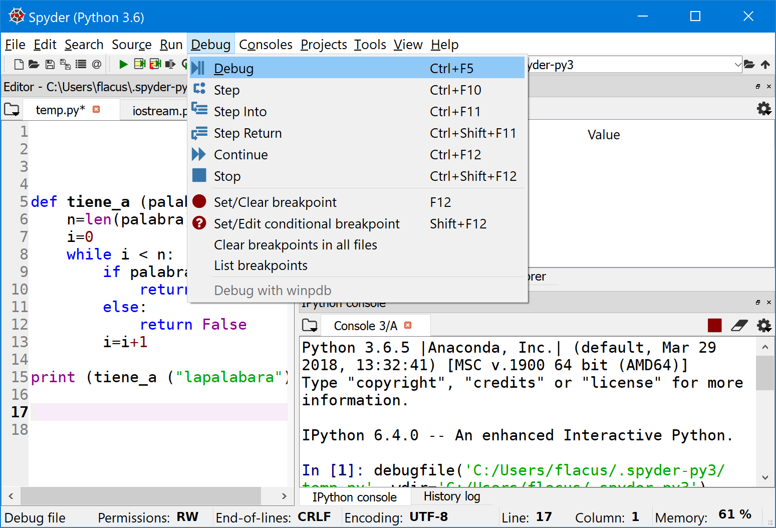 Spyder (Python 3.6)
File Edit Search Source Run Debug Consoles Projects Tools View Help
yder-py3
Editor - C:\Users\flacus\.spyder-py
temp.py*
iostream.p
Debug Ctrl+F5
Step Ctrl+F10
Step Into Ctrl+F11
Step Return Ctrl+Shift+F11
Continue Ctrl+F12
Stop Ctrl+Shift+F12
Set/Clear breakpoint F12
Set/Edit conditional breakpoint Shift+F12
Clear breakpoints in all files
List breakpoints
Debug with winpdb
Value
1
2
3
4
5 def tiene_a (palab
6 n=len(palabra
7 i=0
8 while i < n:
9 if palabra
10 return
11 else:
12 return False
13 i=i+1
14
15 print (tiene_a ("lapalabara")
16
17
18
rer
IPython console
Console 3/A
Python 3.6.5 |Anaconda, Inc.| (default, Mar 29
2018, 13:32:41) [MSC v.1900 64 bit (AMD64)]
Type "copyright", "credits" or "license" for more
information.
IPython 6.4.0 -- An enhanced Interactive Python.
In [1]: debugfile('C:/Users/flacus/.spyder-py3/
temp.py', wdir='C:/Users/flacus/.spyder-py3')
IPython console History log
Debug file Permissions: RW End-of-lines: CRLF Encoding: UTF-8 Line: 17 Column: 1 Memory: 61 %